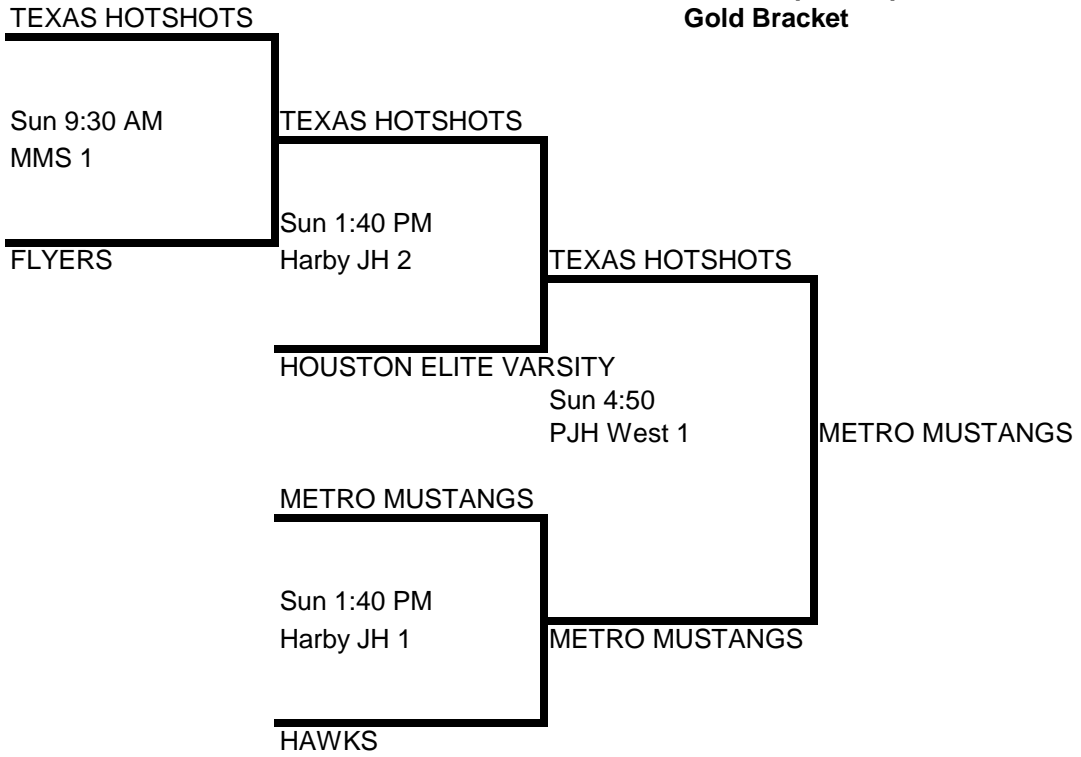 TEXAS HOTSHOTS
Gold Bracket
Sun 9:30 AM
TEXAS HOTSHOTS
MMS 1
Sun 1:40 PM
FLYERS
Harby JH 2
TEXAS HOTSHOTS
HOUSTON ELITE VARSITY
Sun 4:50
PJH West 1
METRO MUSTANGS
METRO MUSTANGS
Sun 1:40 PM
Harby JH 1
METRO MUSTANGS
HAWKS